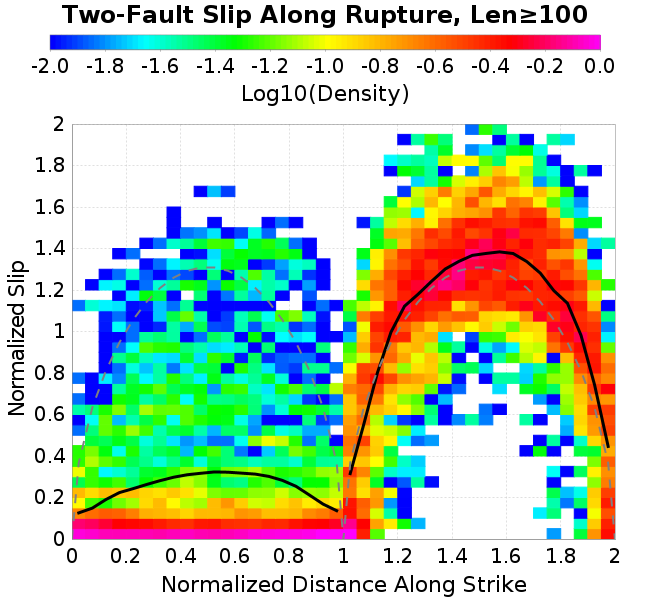 Two-Fault Slip Along Rupture, Len≥100
-2.0 -1.8 -1.6 -1.4 -1.2 -1.0 -0.8 -0.6 -0.4 -0.2 0.0
Log10(Density)
Normalized Slip
2
1.8
1.6
1.4
1.2
1
0.8
0.6
0.4
0.2
0
0 0.2 0.4 0.6 0.8 1 1.2 1.4 1.6 1.8 2
Normalized Distance Along Strike